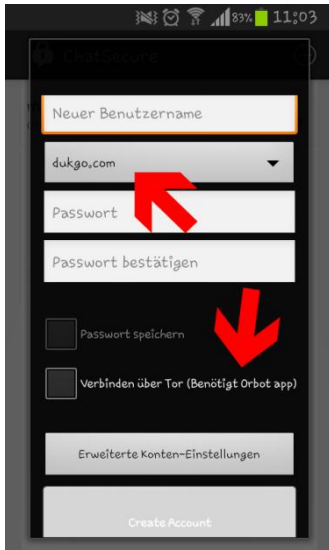 83% 11:03
ChatSecure
Neuer Benutzername
dukgo.com
Passwort
Passwort bestätigen
Passwort speichern
Verbinden über Tor (Benötigt Orbot app)
Erweiterte Konten-Einstellungen
Create Account